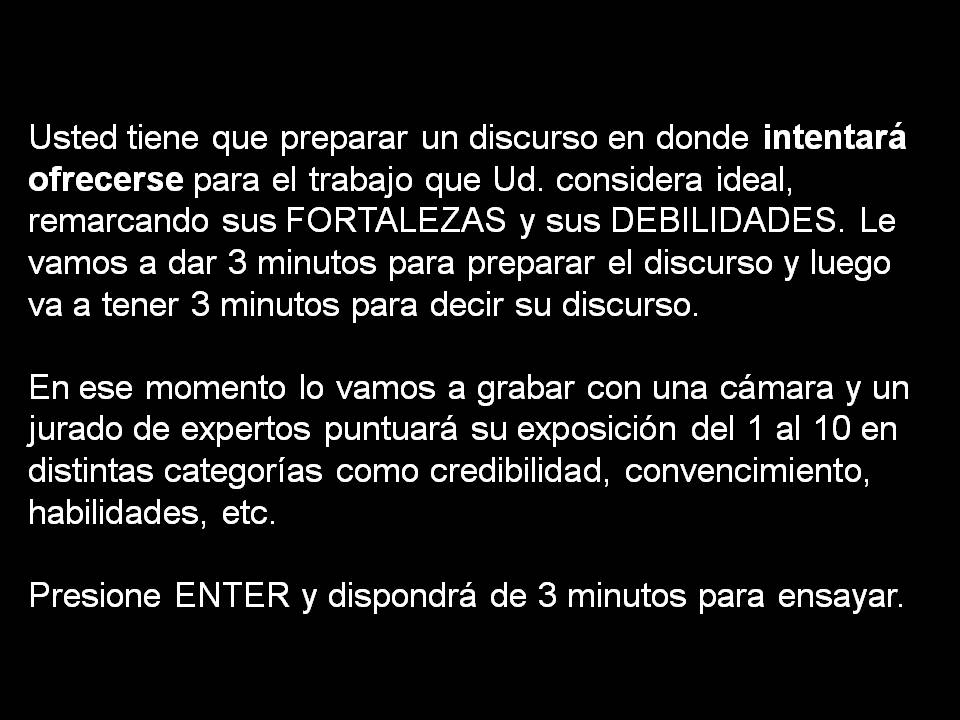 Usted tiene que preparar un discurso en donde intentará
ofrecerse para el trabajo que Ud. considera ideal,
remarcando sus FORTALEZAS y sus DEBILIDADES. Le
vamos a dar 3 minutos para preparar el discurso y luego
va a tener 3 minutos para decir su discurso.
En ese momento lo vamos a grabar con una cámara y un
jurado de expertos puntuará su exposición del 1 al 10 en
distintas categorías como credibilidad, convencimiento,
habilidades, etc.
Presione ENTER y dispondrá de 3 minutos para ensayar.